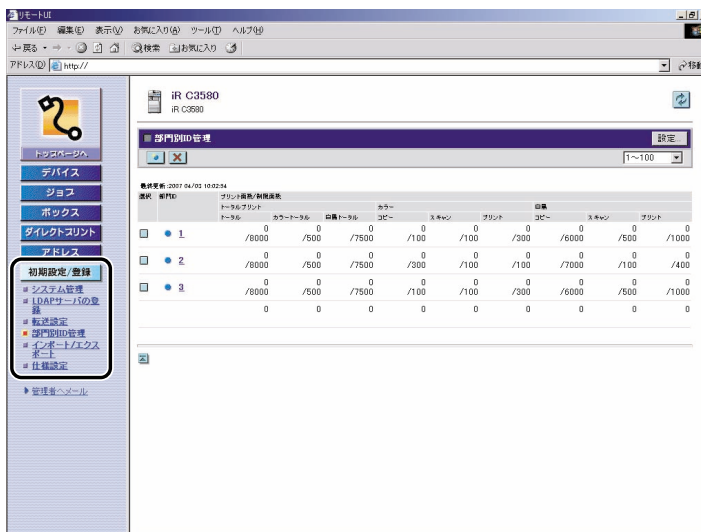 リモートUI
ファイル(F) 編集(E) 表示(V) お気に入り(A) ツール(T) ヘルプ(H)
戻る
検索 お気に入り
アドレス(D) http:// 移動
iR C3580
iR C3580
トップページへ
デバイス
ジョブ
ボックス
ダイレクトプリント
アドレス
初期設定/登録
システム管理
LDAPサーバの登
録
転送設定
部門別ID管理
インポート/エクス
ポート
仕様設定
管理者へメール
部門別ID管理 設定...
1～100
最終更新:2007 04/03 10:02:54
選択 部門ID プリント面数/制限面数
トータルプリント カラー 白黒
トータル カラートータル 白黒トータル コピー スキャン プリント コピー スキャン プリント
0 0 0 0 0 0 0 0 0
1 /8000 /500 /7500 /100 /100 /300 /6000 /500 /1000
0 0 0 0 0 0 0 0 0
2 /8000 /500 /7500 /300 /100 /100 /7000 /100 /400
0 0 0 0 0 0 0 0 0
3 /8000 /500 /7500 /100 /100 /300 /6000 /500 /1000
0 0 0 0 0 0 0 0 0